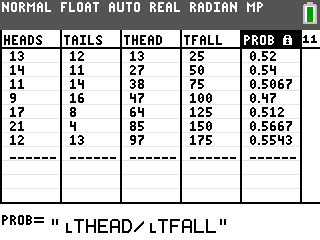 NORMAL FLOAT AUTO REAL RADIAN MP
HEADS TAILS THEAD TFALL PROB 11
13 12 13 25 0.52
14 11 27 50 0.54
11 14 38 75 0.5067
9 16 47 100 0.47
17 8 64 125 0.512
21 4 85 150 0.5667
12 13 97 175 0.5543
------ ------ ------ ------ ------
PROB= "ʟTHEAD/ʟTFALL"